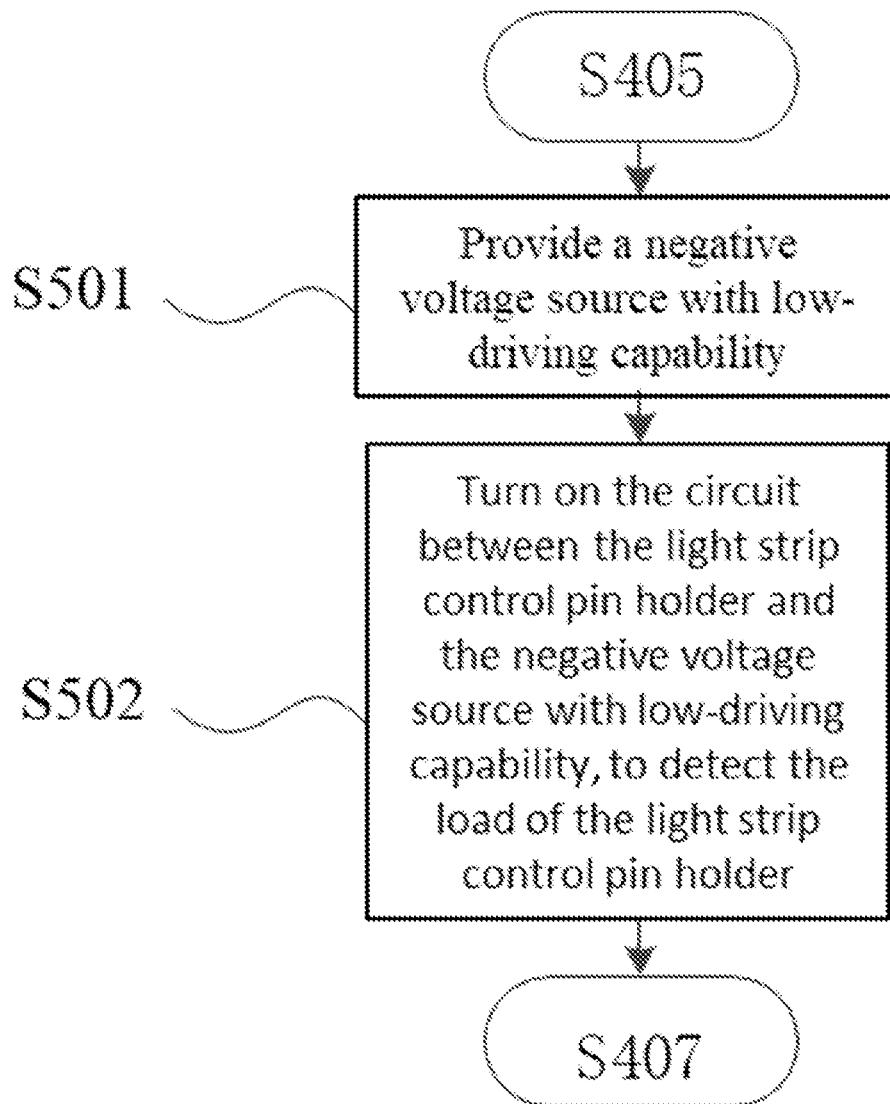 S405
S501
Provide a negative
voltage source with low-
driving capability
S502
Turn on the circuit
between the light strip
control pin holder and
the negative voltage
source with low-driving
capability, to detect the
load of the light strip
control pin holder
S407